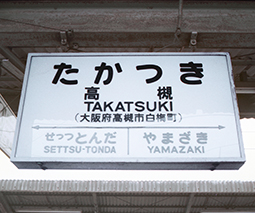 たかつき
高槻
TAKATSUKI
(大阪府高槻市白梅町)
せっつとんだ やまざき
SETTSU-TONDA YAMAZAKI